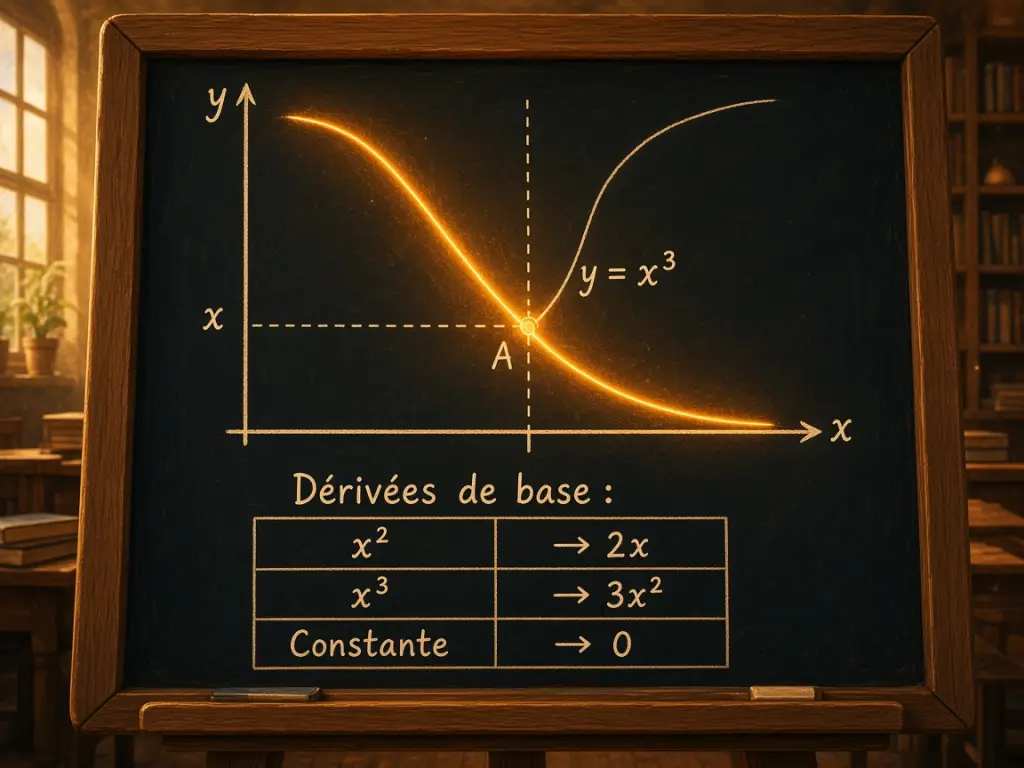 y
y = x³
x
A
x
Dérivées de base :
x² → 2x
x³ → 3x²
Constante → 0